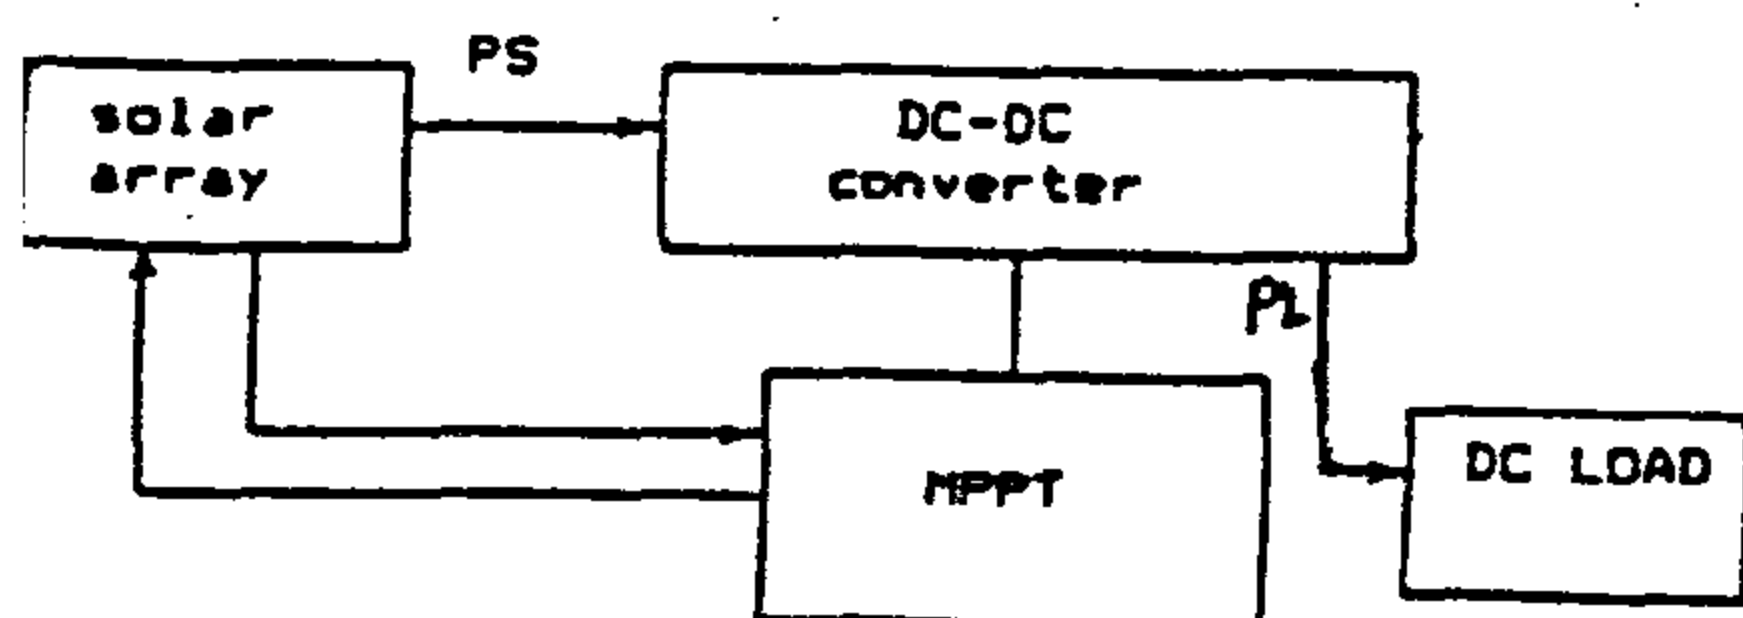 PS
solar
array
DC-DC
converter
PL
MPPT
DC LOAD